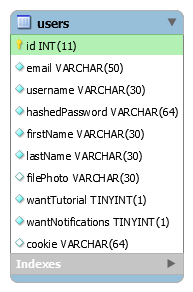 users
id INT(11)
email VARCHAR(50)
username VARCHAR(30)
hashedPassword VARCHAR(64)
firstName VARCHAR(30)
lastName VARCHAR(30)
filePhoto VARCHAR(30)
wantTutorial TINYINT(1)
wantNotifications TINYINT(1)
cookie VARCHAR(64)
Indexes